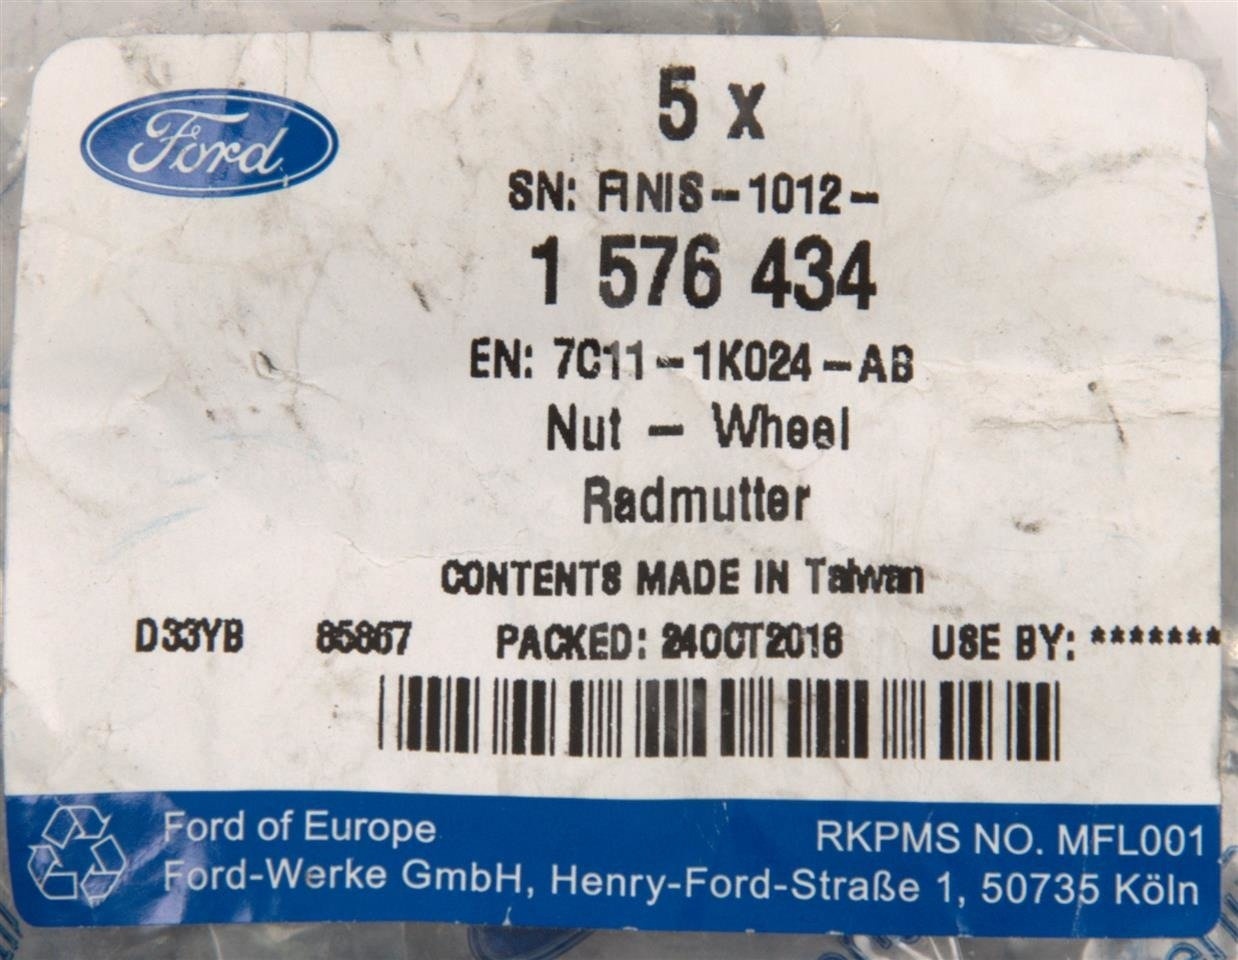 Ford
5 x
SN: FINIS-1012-
1 576 434
EN: 7C11-1K024-AB
Nut - Wheel
Radmutter
CONTENTS MADE IN Taiwan
D33YB 85867 PACKED: 24OCT2016 USE BY: *******
Ford of Europe
RKPMS NO. MFL001
Ford-Werke GmbH, Henry-Ford-Straße 1, 50735 Köln